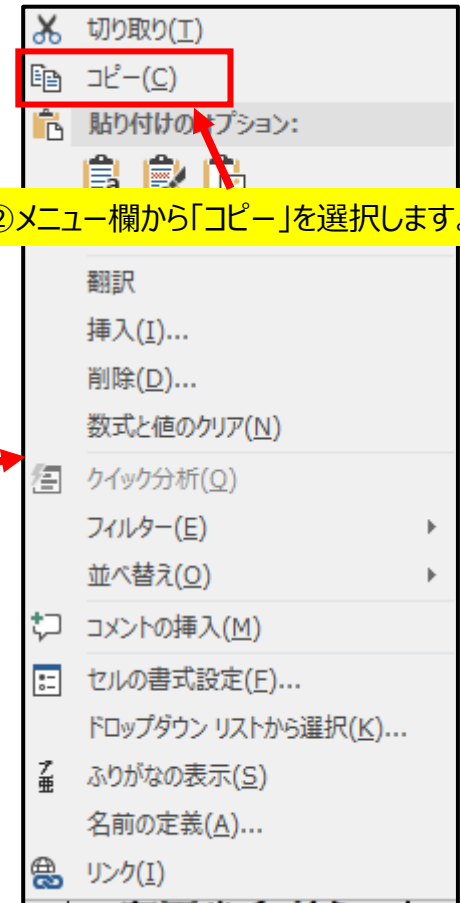 切り取り(T)
コピー(C)
貼り付けのオプション:
②メニュー欄から「コピー」を選択します。
翻訳
挿入(I)...
削除(D)...
数式と値のクリア(N)
クイック分析(Q)
フィルター(E)
並べ替え(O)
コメントの挿入(M)
セルの書式設定(F)...
ドロップダウン リストから選択(K)...
ふりがなの表示(S)
名前の定義(A)...
リンク(I)